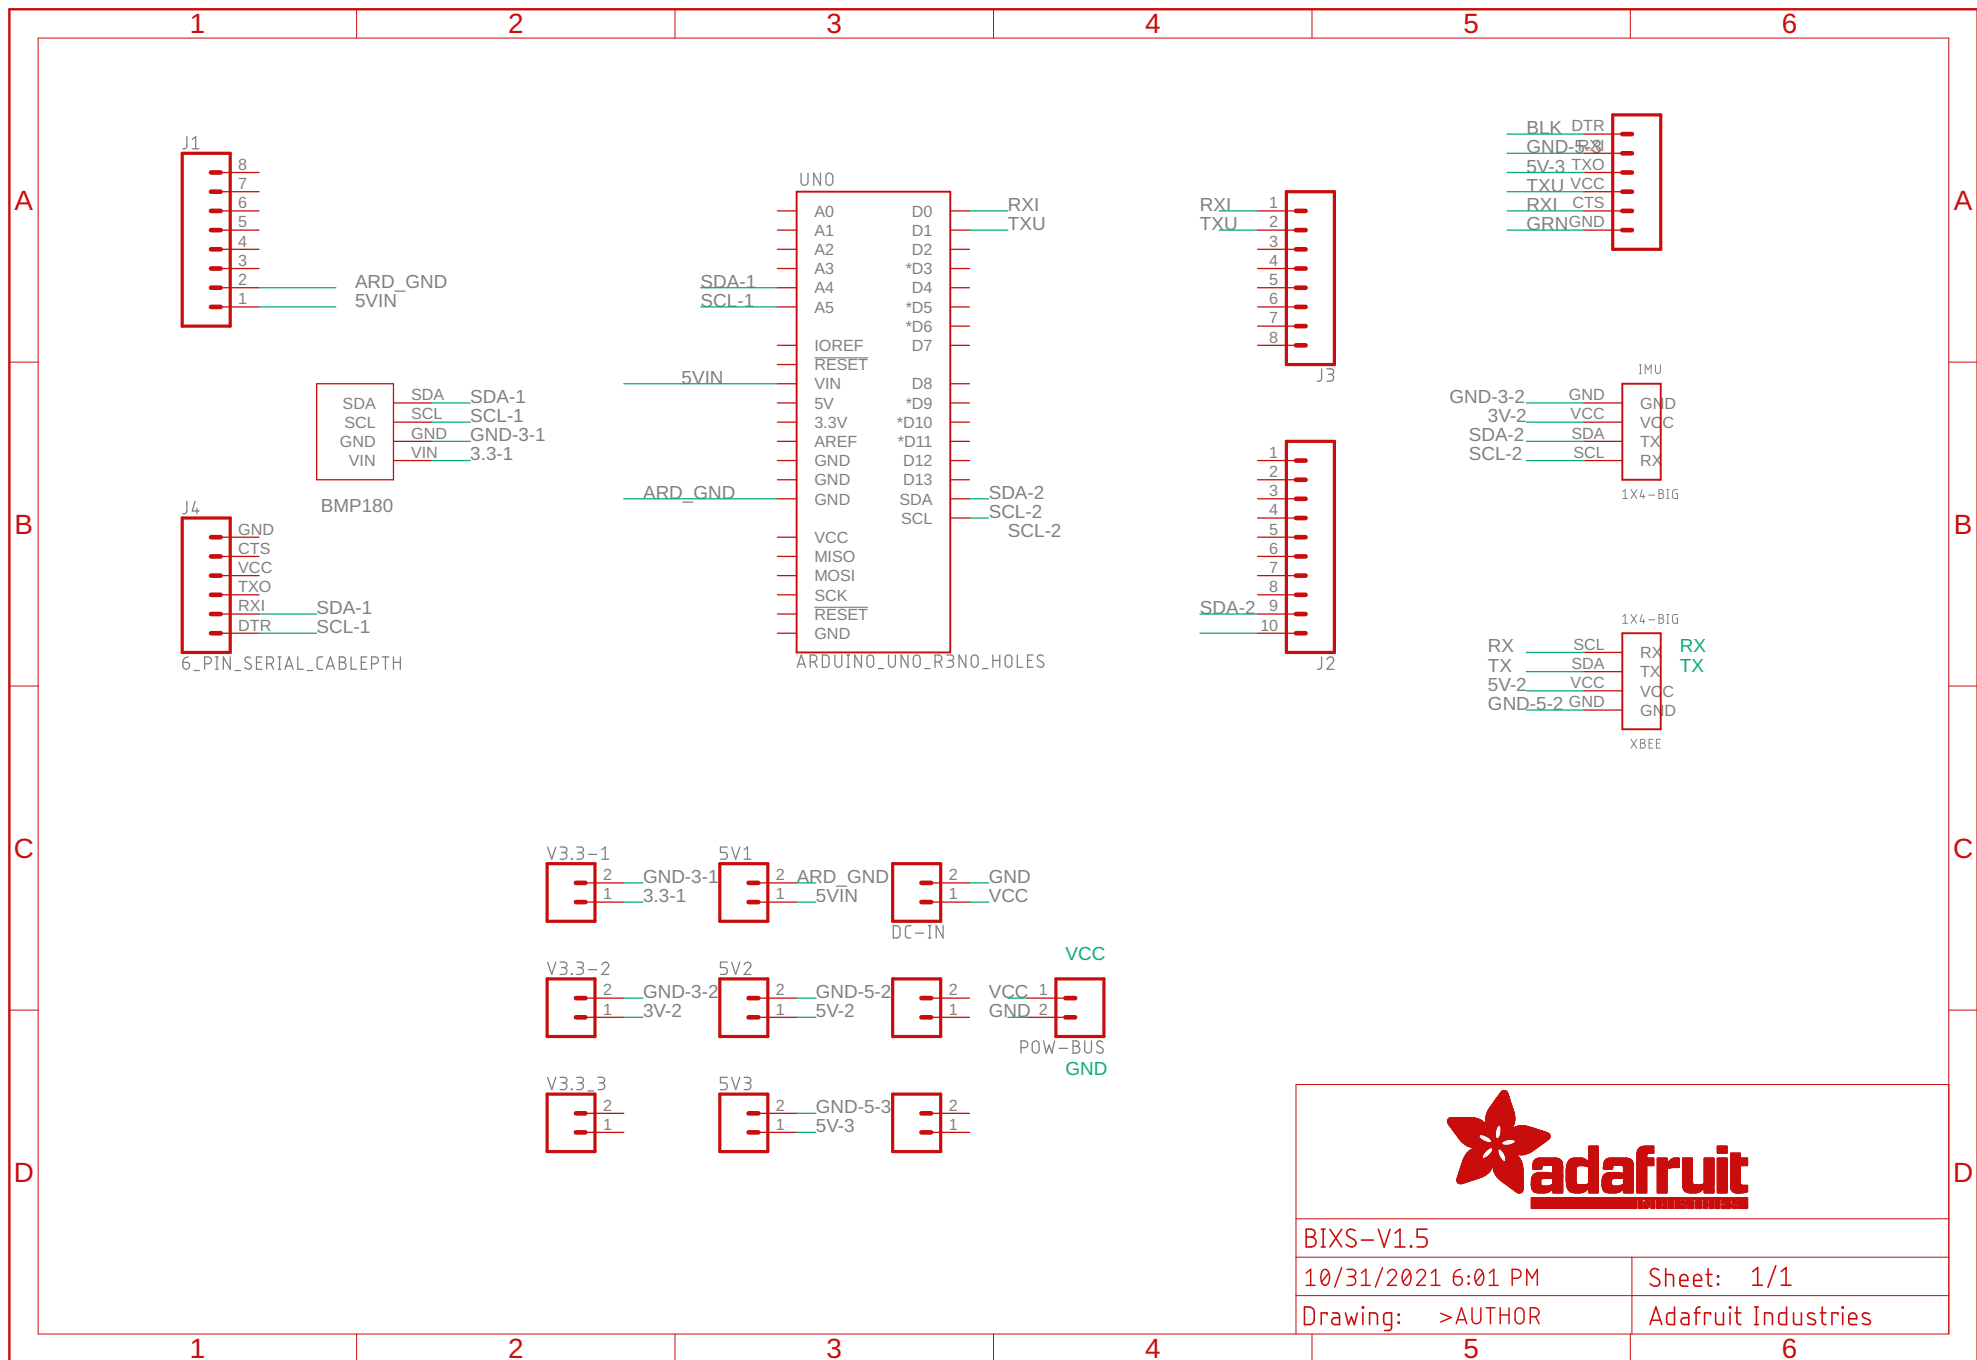 1 2 3 4 5 6
A A
B B
C C
D D
J1
8
7
6
5
4
3
2 ARD_GND
1 5VIN
SDA SDA SDA-1
SCL SCL SCL-1
GND GND GND-3-1
VIN VIN 3.3-1
BMP180
J4
GND
CTS
VCC
TXO
RXI SDA-1
DTR SCL-1
6_PIN_SERIAL_CABLEPTH
UNO
A0 D0 RXI
A1 D1 TXU
A2 D2
A3 *D3
SDA-1 A4 D4
SCL-1 A5 *D5
*D6
IOREF D7
RESET
5VIN VIN D8
5V *D9
3.3V *D10
AREF *D11
GND D12
GND D13
ARD_GND GND SDA SDA-2
SCL SCL-2
SCL-2
VCC
MISO
MOSI
SCK
RESET
GND
ARDUINO_UNO_R3NO_HOLES
RXI 1
TXU 2
3
4
5
6
7
8
J3
1
2
3
4
5
6
7
8
SDA-2 9
10
J2
BLK DTR
GND-5-3 RXI
5V-3 TXO
TXU VCC
RXI CTS
GRN GND
IMU
GND-3-2 GND GND
3V-2 VCC VCC
SDA-2 SDA TX
SCL-2 SCL RX
1X4-BIG
1X4-BIG
RX SCL RX RX
TX SDA TX TX
5V-2 VCC VCC
GND-5-2 GND GND
XBEE
V3.3-1
2 GND-3-1
1 3.3-1
5V1
2 ARD_GND
1 5VIN
2 GND
1 VCC
DC-IN
V3.3-2
2 GND-3-2
1 3V-2
5V2
2 GND-5-2
1 5V-2
2
1
VCC
VCC 1
GND 2
POW-BUS
GND
V3.3_3
2
1
5V3
2 GND-5-3
1 5V-3
2
1
adafruit
BIXS-V1.5
10/31/2021 6:01 PM Sheet: 1/1
Drawing: >AUTHOR Adafruit Industries
1 2 3 4 5 6